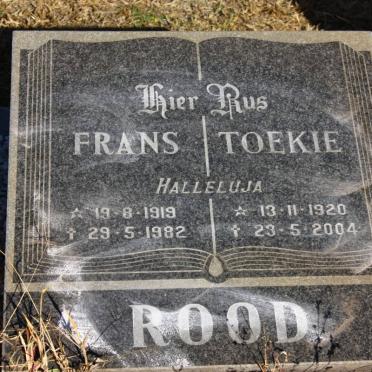 Hier Rus
FRANS TOEKIE
HALLELUJA
☆ 19·8·1919 ☆ 13·11·1920
✝ 29·5·1982 ✝ 23·5·2004
ROOD